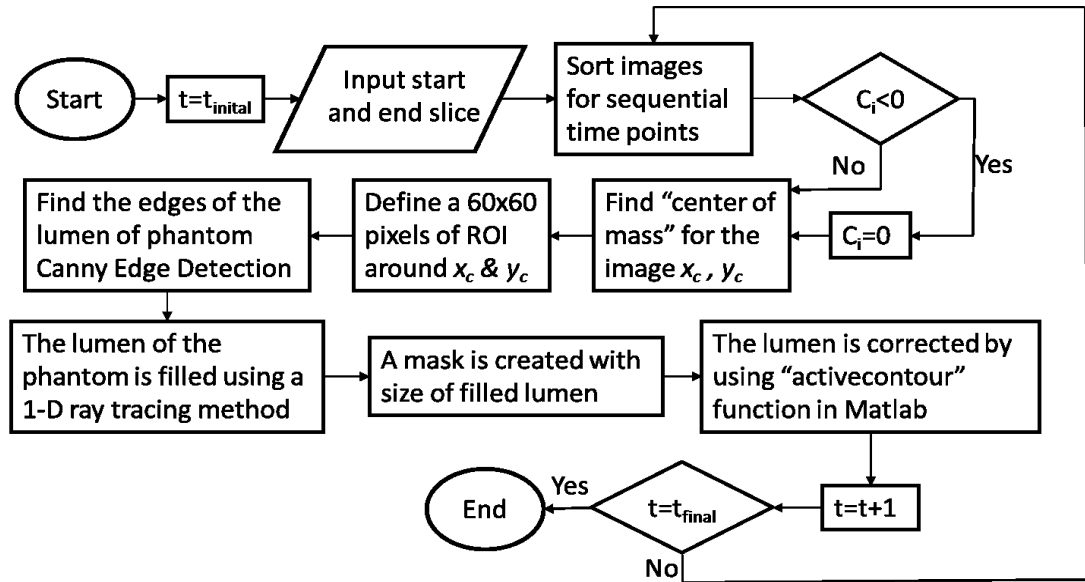 Start
t=t_inital
Input start
and end slice
Sort images
for sequential
time points
C_i<0
No
Yes
C_i=0
Find “center of
mass” for the
image x_c , y_c
Define a 60x60
pixels of ROI
around x_c & y_c
Find the edges of the
lumen of phantom
Canny Edge Detection
The lumen of the
phantom is filled using a
1-D ray tracing method
A mask is created with
size of filled lumen
The lumen is corrected by
using “activecontour”
function in Matlab
t=t+1
t=t_final
Yes
No
End